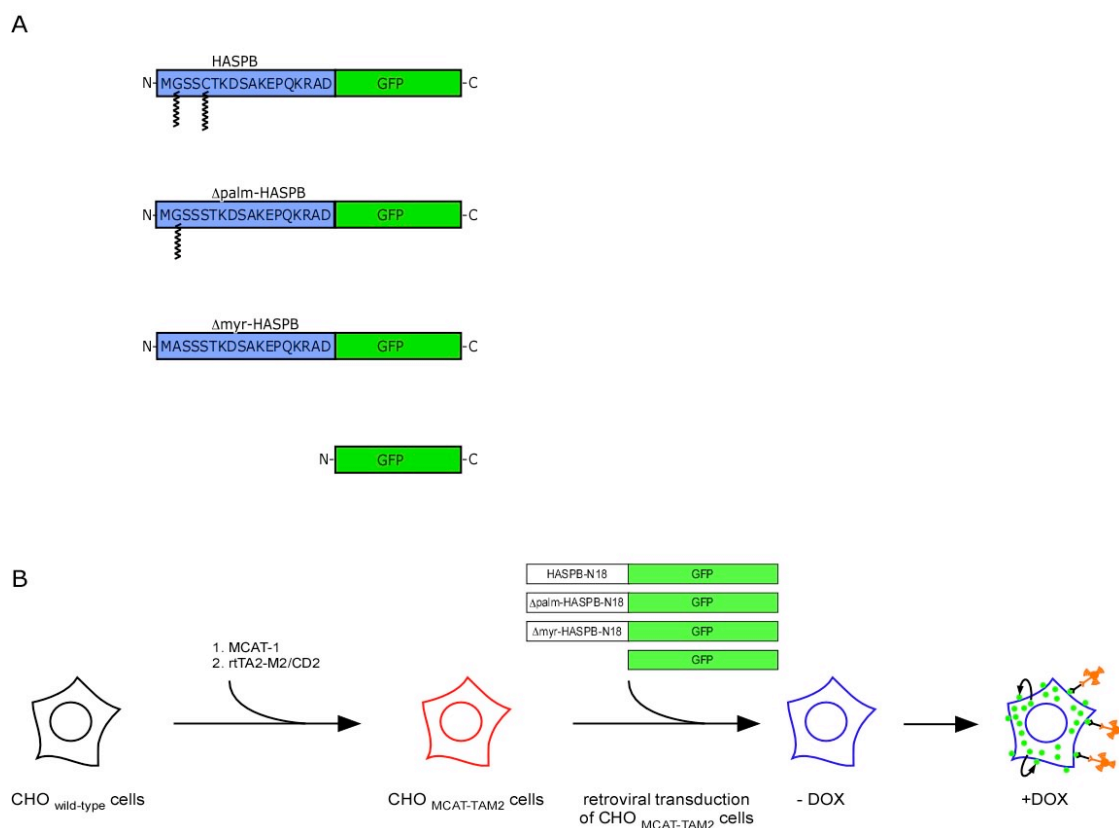 A
HASPB
N- MGSSCTKDSAKEPQKRAD GFP -C
Δpalm-HASPB
N- MGSSSTKDSAKEPQKRAD GFP -C
Δmyr-HASPB
N- MASSSTKDSAKEPQKRAD GFP -C
N- GFP -C
B
HASPB-N18 GFP
Δpalm-HASPB-N18 GFP
Δmyr-HASPB-N18 GFP
GFP
1. MCAT-1
2. rtTA2-M2/CD2
CHO wild-type cells
CHO MCAT-TAM2 cells
retroviral transduction
of CHO MCAT-TAM2 cells
- DOX
+DOX